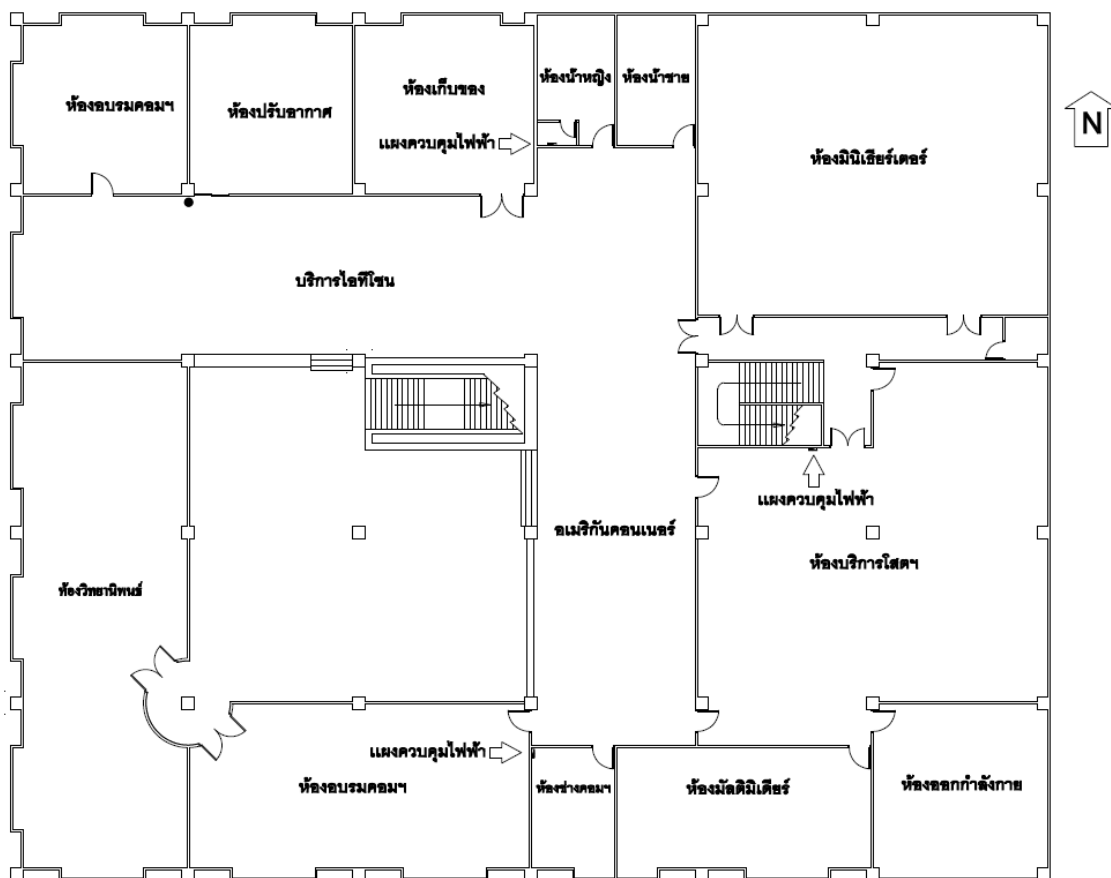 ห้องน้ำหญิง
ห้องน้ำชาย
ห้องอบรมคอมฯ
ห้องปรับอากาศ
ห้องเก็บของ
แผงควบคุมไฟฟ้า
ห้องมินิเธียร์เตอร์
N
บริการไอทีโซน
แผงควบคุมไฟฟ้า
อเมริกันคอนเนอร์
ห้องบริการโสตฯ
ห้องวิทยานิพนธ์
แผงควบคุมไฟฟ้า
ห้องอบรมคอมฯ
ห้องช่างคอมฯ
ห้องมัลติมิเดียร์
ห้องออกกำลังกาย